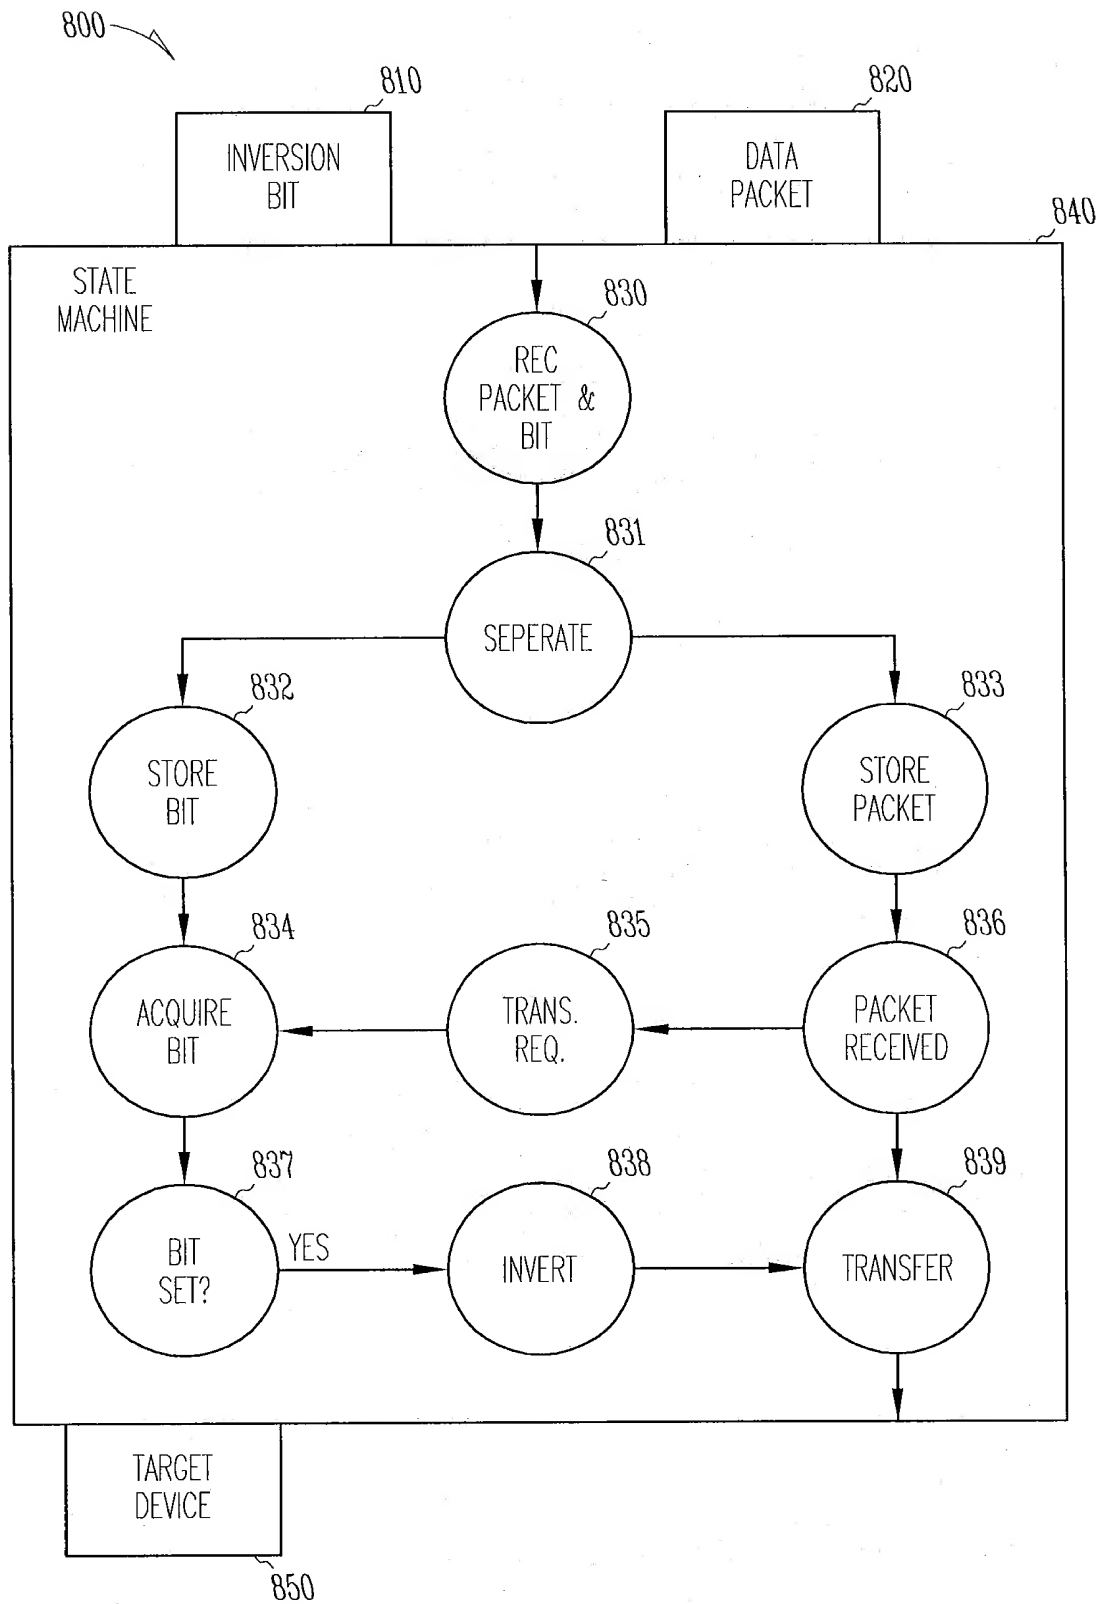 800
810
INVERSION
BIT
820
DATA
PACKET
840
STATE
MACHINE
830
REC
PACKET &
BIT
831
SEPERATE
832
STORE
BIT
833
STORE
PACKET
834
ACQUIRE
BIT
835
TRANS.
REQ.
836
PACKET
RECEIVED
837
BIT
SET?
YES
838
INVERT
839
TRANSFER
TARGET
DEVICE
850